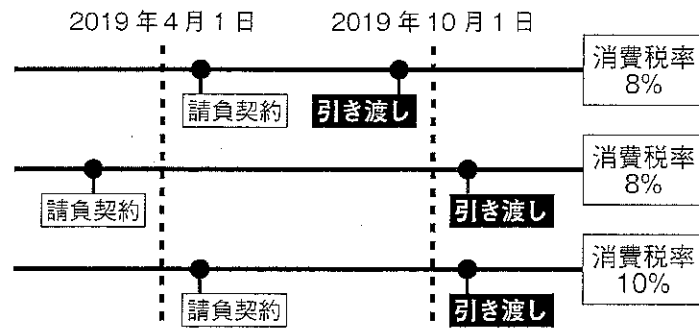 2019年4月1日 2019年10月1日
消費税率
8%
請負契約 引き渡し
消費税率
8%
請負契約 引き渡し
消費税率
10%
請負契約 引き渡し